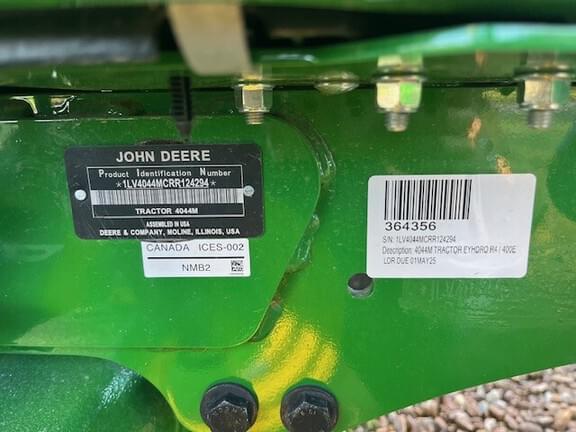 JOHN DEERE
Product Identification Number
*1LV4044MCRR124294*
TRACTOR 4044M
ASSEMBLED IN USA
DEERE & COMPANY, MOLINE, ILLINOIS, USA
CANADA ICES-002
NMB2
364356
S/N: 1LV4044MCRR124294
Description: 4044M TRACTOR EYHDRO R4 / 400E
LDR DUE 01MAY25